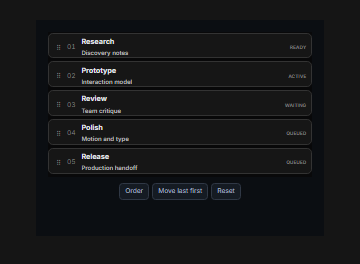 01 Research READY
Discovery notes
02 Prototype ACTIVE
Interaction model
03 Review WAITING
Team critique
04 Polish QUEUED
Motion and type
05 Release QUEUED
Production handoff
Order Move last first Reset